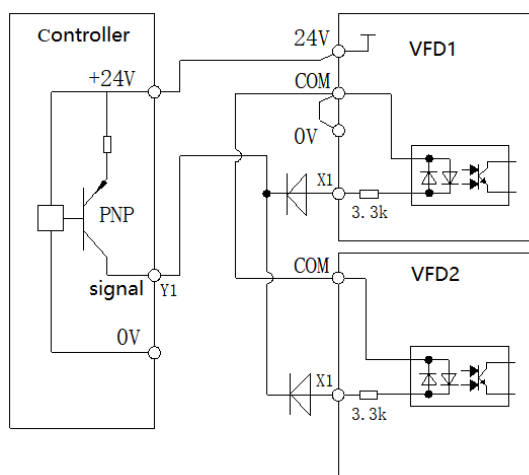 Controller
+24V
PNP
signal
Y1
0V
24V
VFD1
COM
0V
X1
3.3k
COM
VFD2
X1
3.3k